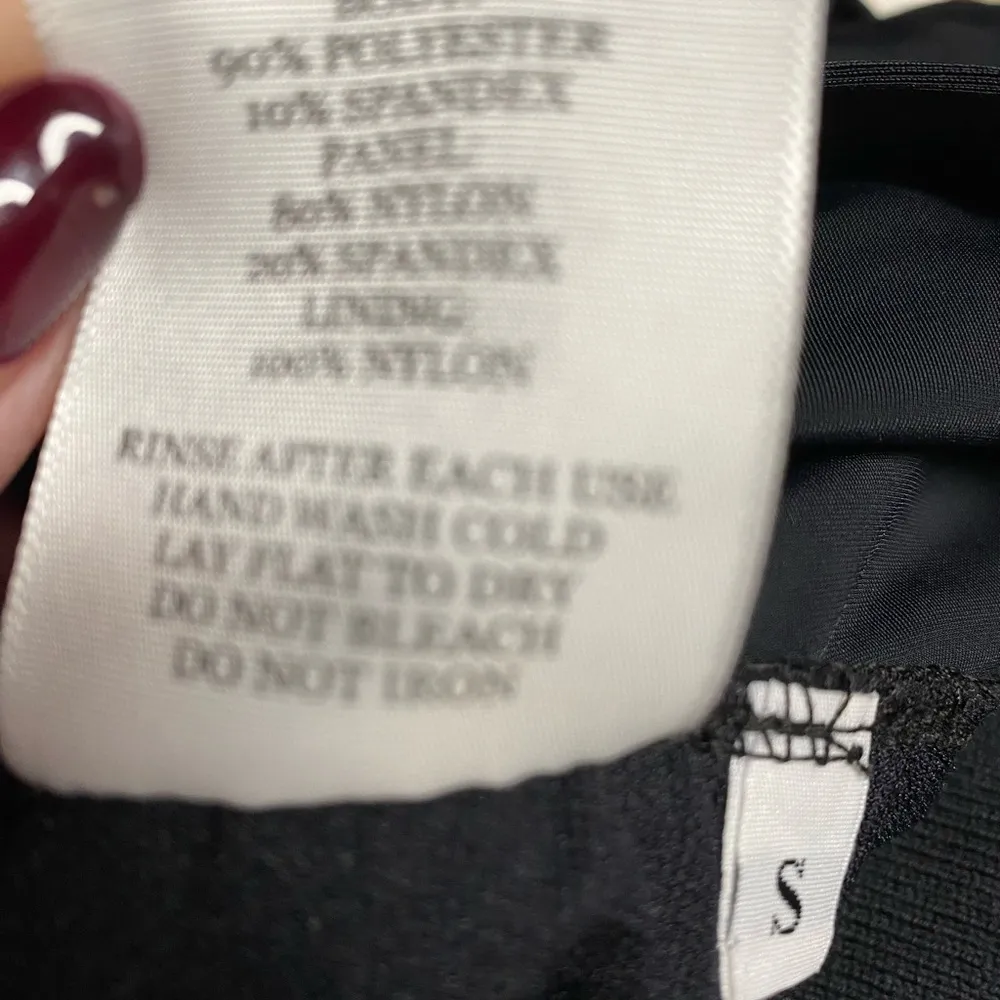 90% POLYESTER
10% SPANDEX
PANEL:
80% NYLON
20% SPANDEX
LINING:
100% NYLON
RINSE AFTER EACH USE
HAND WASH COLD
LAY FLAT TO DRY
DO NOT BLEACH
DO NOT IRON
S